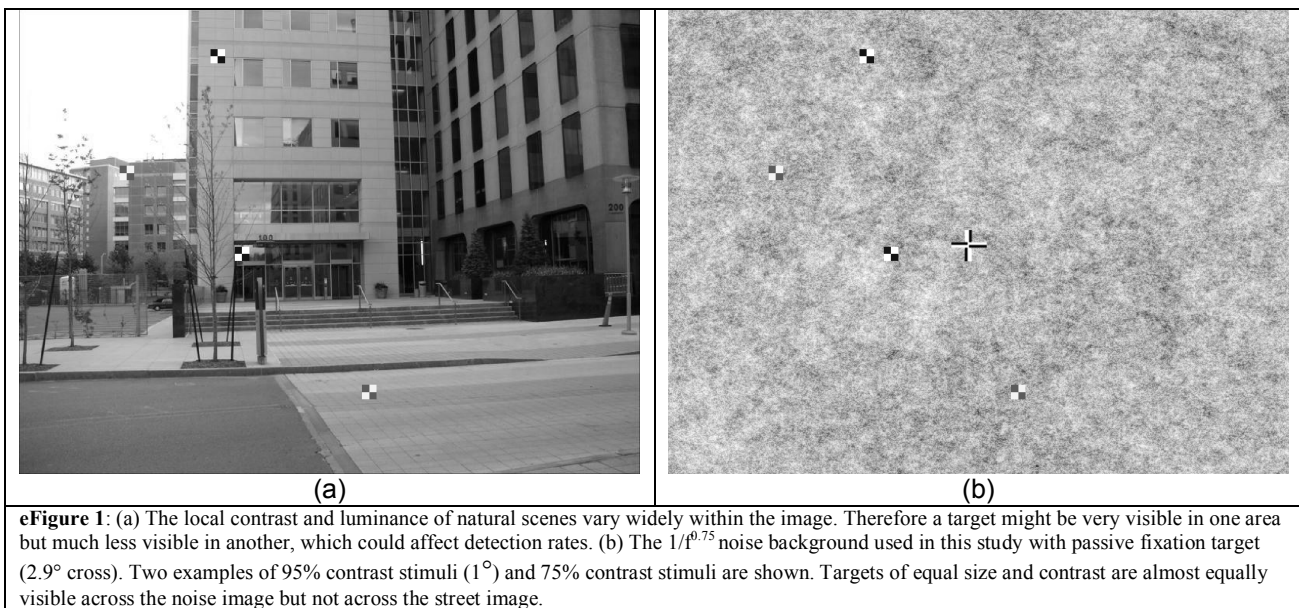 100
200
(a)
(b)
eFigure 1: (a) The local contrast and luminance of natural scenes vary widely within the image. Therefore a target might be very visible in one area
but much less visible in another, which could affect detection rates. (b) The 1/f^0.75 noise background used in this study with passive fixation target
(2.9° cross). Two examples of 95% contrast stimuli (1°) and 75% contrast stimuli are shown. Targets of equal size and contrast are almost equally
visible across the noise image but not across the street image.